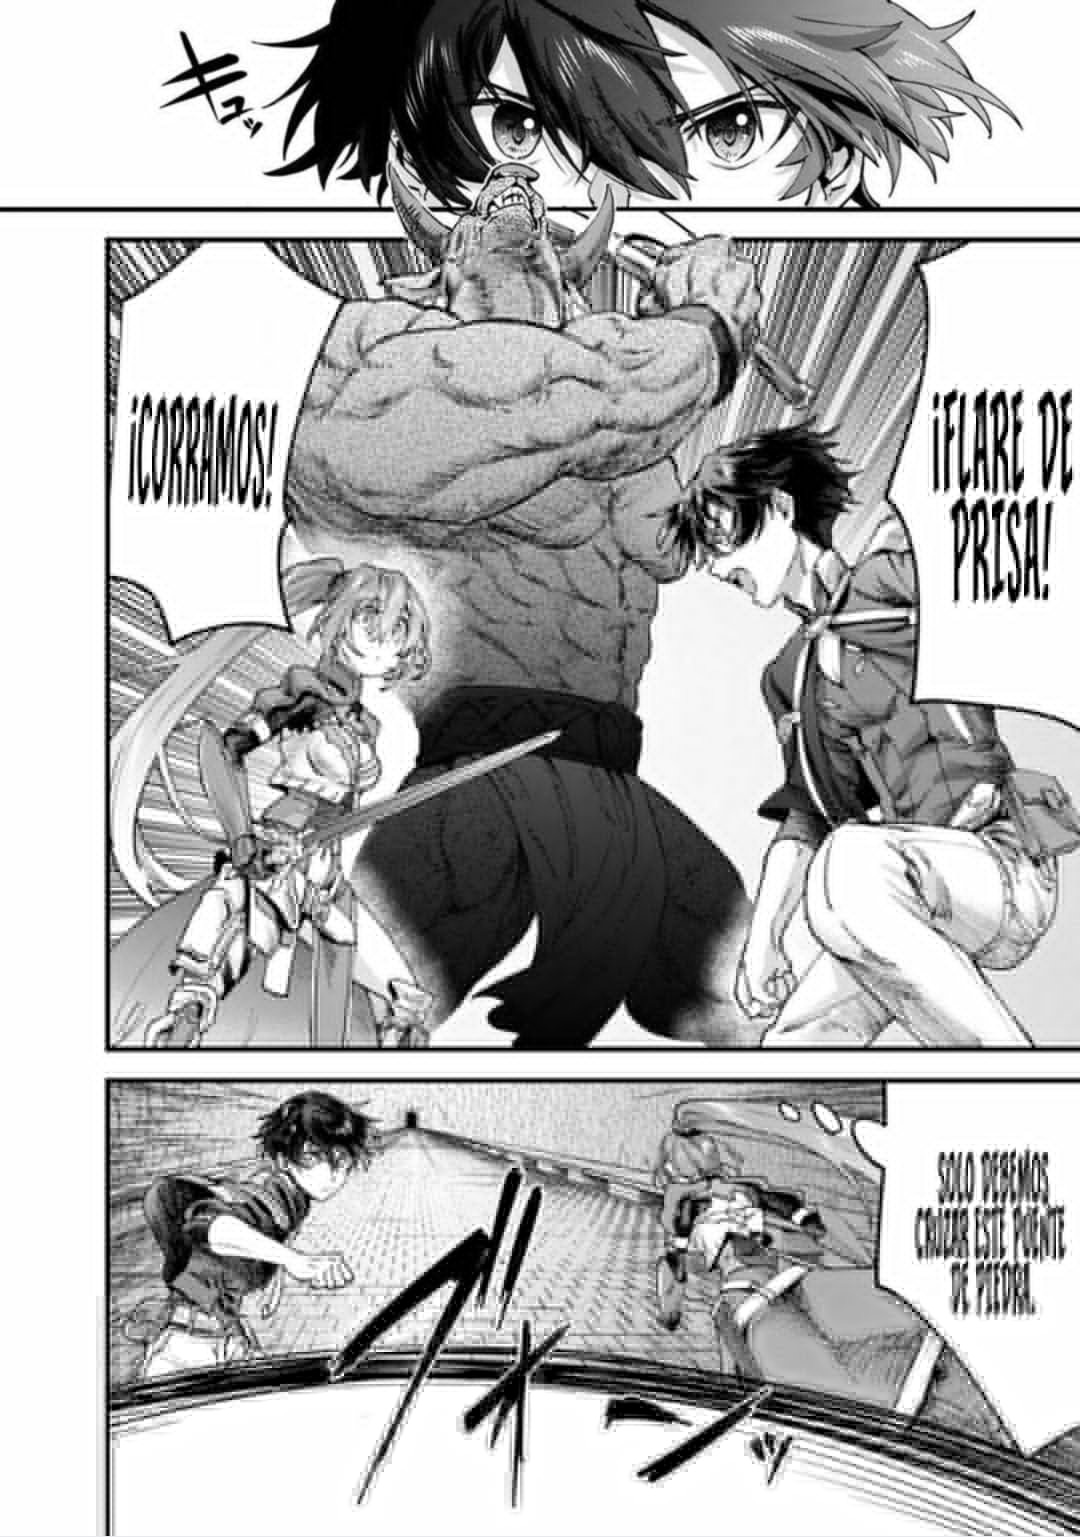 キュッ
¡FLARE DE
PRISA!
¡CORRAMOS!
SOLO DEBEMOS
CRUZAR ESTE PUENTE
DE PIEDRA.